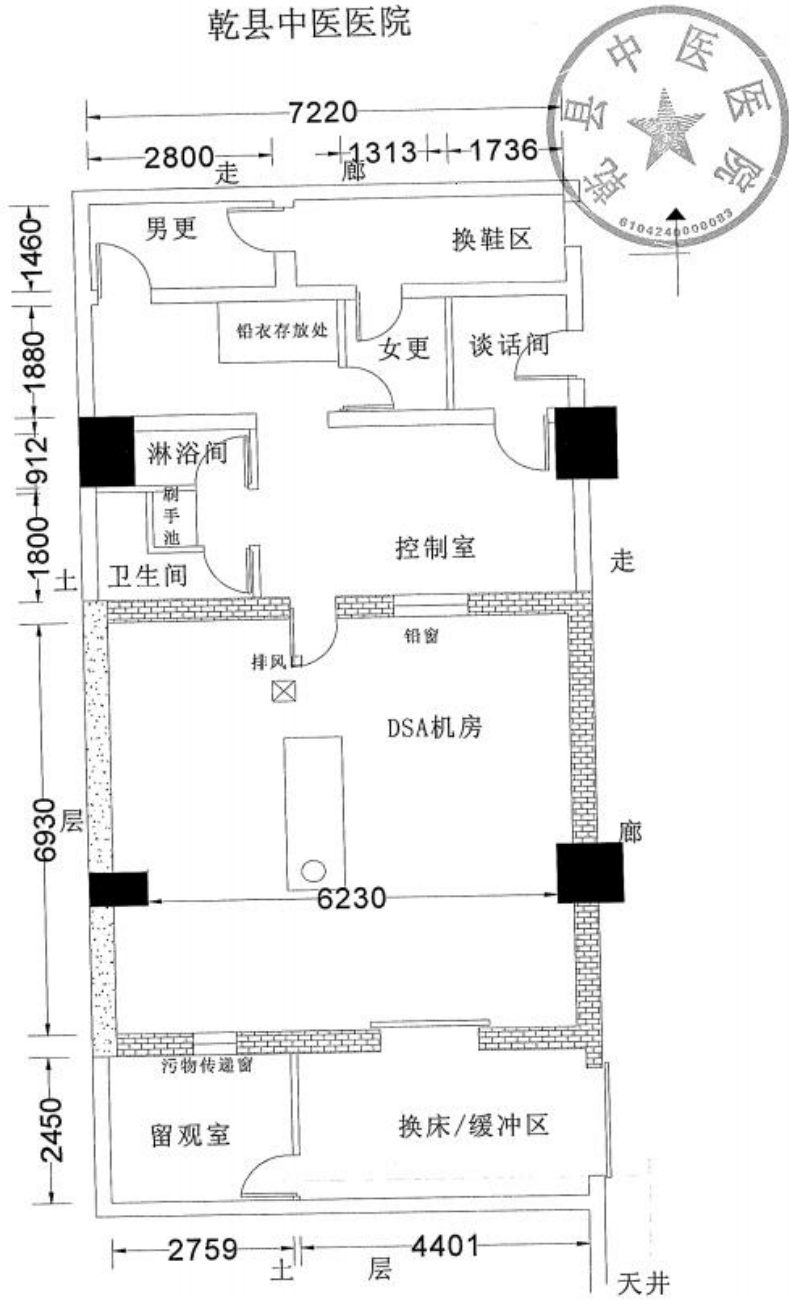 乾县中医医院
乾县中医医院
6104240000083
7220
2800
1313
1736
走
廊
1460
男更
换鞋区
1880
铅衣存放处
女更
谈话间
912
淋浴间
刷手池
1800
卫生间
控制室
走
土
铅窗
排风口
DSA机房
6930
层
廊
6230
污物传递窗
2450
留观室
换床/缓冲区
2759
4401
土
层
天井